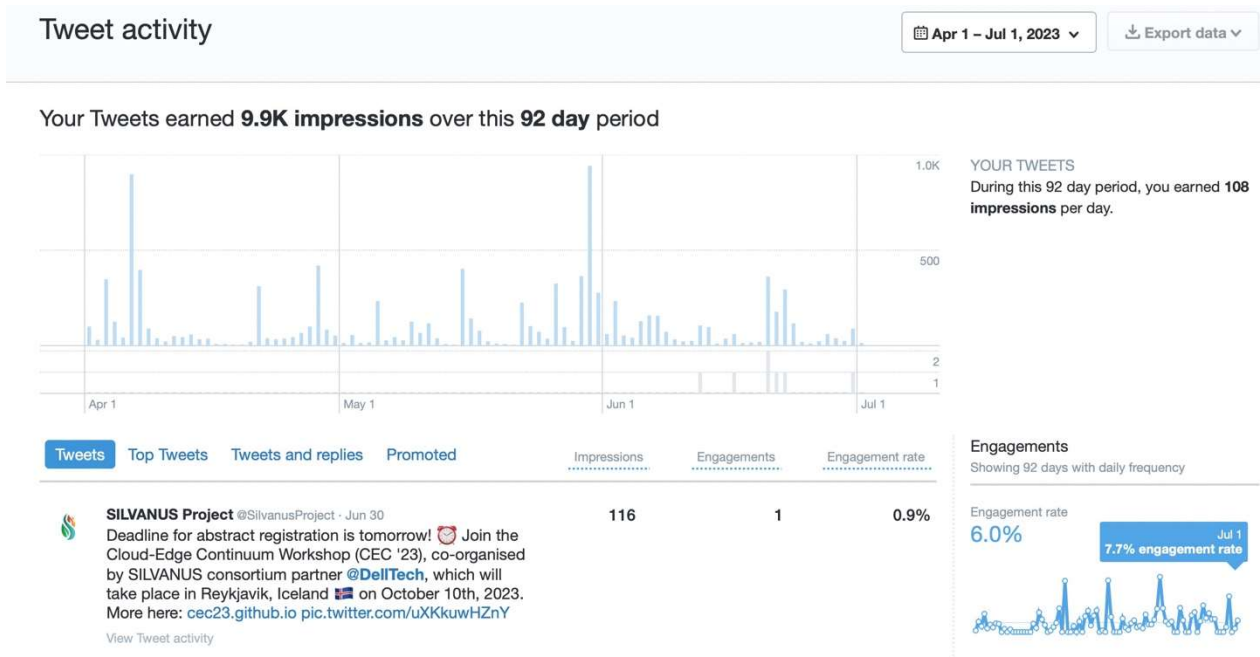 Tweet activity
Apr 1 – Jul 1, 2023
Export data
Your Tweets earned 9.9K impressions over this 92 day period
1.0K
500
2
1
Apr 1
May 1
Jun 1
Jul 1
YOUR TWEETS
During this 92 day period, you earned 108
impressions per day.
Tweets
Top Tweets
Tweets and replies
Promoted
Impressions
Engagements
Engagement rate
SILVANUS Project @SilvanusProject · Jun 30
Deadline for abstract registration is tomorrow! ⏰ Join the
Cloud-Edge Continuum Workshop (CEC '23), co-organised
by SILVANUS consortium partner @DellTech, which will
take place in Reykjavik, Iceland 🇮🇸 on October 10th, 2023.
More here: cec23.github.io pic.twitter.com/uXKkuwHZnY
View Tweet activity
116
1
0.9%
Engagements
Showing 92 days with daily frequency
Engagement rate
6.0%
Jul 1
7.7% engagement rate